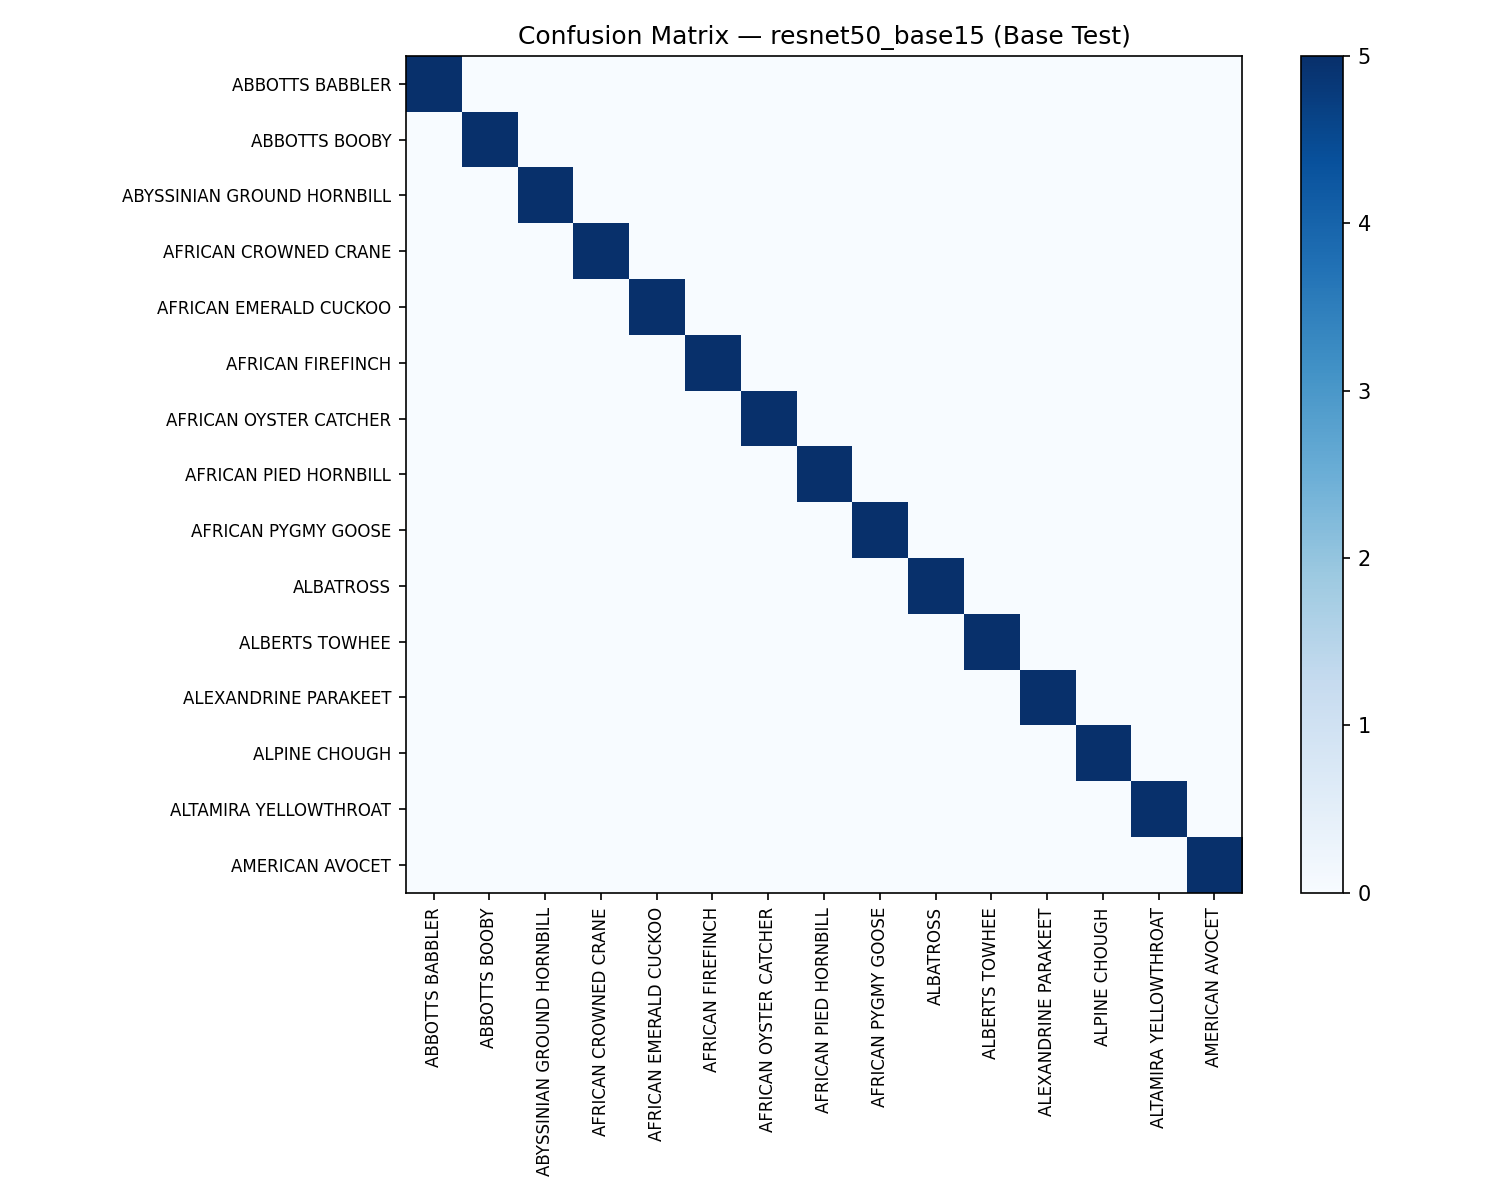 Confusion Matrix — resnet50_base15 (Base Test)
ABBOTTS BABBLER
ABBOTTS BOOBY
ABYSSINIAN GROUND HORNBILL
AFRICAN CROWNED CRANE
AFRICAN EMERALD CUCKOO
AFRICAN FIREFINCH
AFRICAN OYSTER CATCHER
AFRICAN PIED HORNBILL
AFRICAN PYGMY GOOSE
ALBATROSS
ALBERTS TOWHEE
ALEXANDRINE PARAKEET
ALPINE CHOUGH
ALTAMIRA YELLOWTHROAT
AMERICAN AVOCET
ABBOTTS BABBLER
ABBOTTS BOOBY
ABYSSINIAN GROUND HORNBILL
AFRICAN CROWNED CRANE
AFRICAN EMERALD CUCKOO
AFRICAN FIREFINCH
AFRICAN OYSTER CATCHER
AFRICAN PIED HORNBILL
AFRICAN PYGMY GOOSE
ALBATROSS
ALBERTS TOWHEE
ALEXANDRINE PARAKEET
ALPINE CHOUGH
ALTAMIRA YELLOWTHROAT
AMERICAN AVOCET
5
4
3
2
1
0